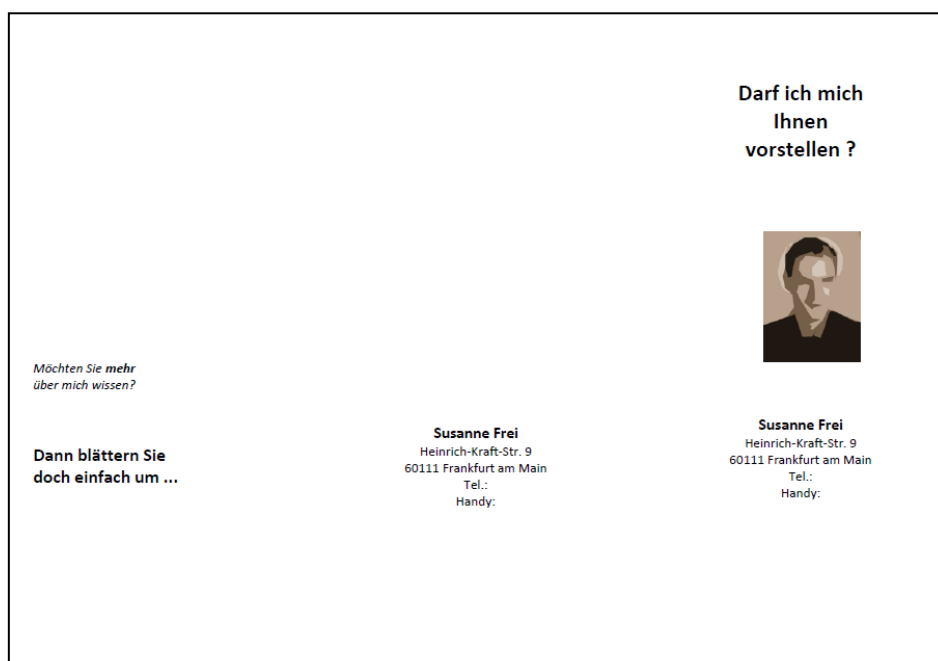 Möchten Sie mehr
über mich wissen?
Dann blättern Sie
doch einfach um ...
Susanne Frei
Heinrich-Kraft-Str. 9
60111 Frankfurt am Main
Tel.:
Handy:
Darf ich mich
Ihnen
vorstellen ?
Susanne Frei
Heinrich-Kraft-Str. 9
60111 Frankfurt am Main
Tel.:
Handy: